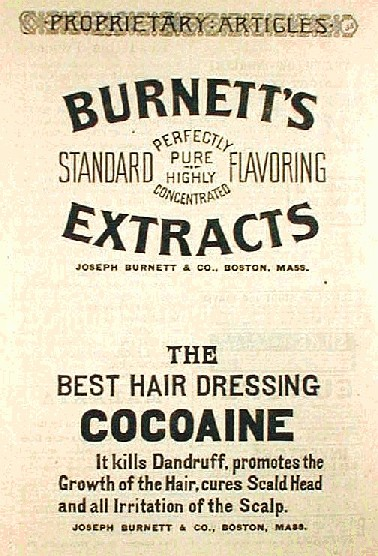 PROPRIETARY·ARTICLES·
BURNETT'S
STANDARD PERFECTLY PURE HIGHLY CONCENTRATED FLAVORING
EXTRACTS
JOSEPH BURNETT & CO., BOSTON, MASS.
THE
BEST HAIR DRESSING
COCOAINE
It kills Dandruff, promotes the
Growth of the Hair, cures Scald Head
and all Irritation of the Scalp.
JOSEPH BURNETT & CO., BOSTON, MASS.